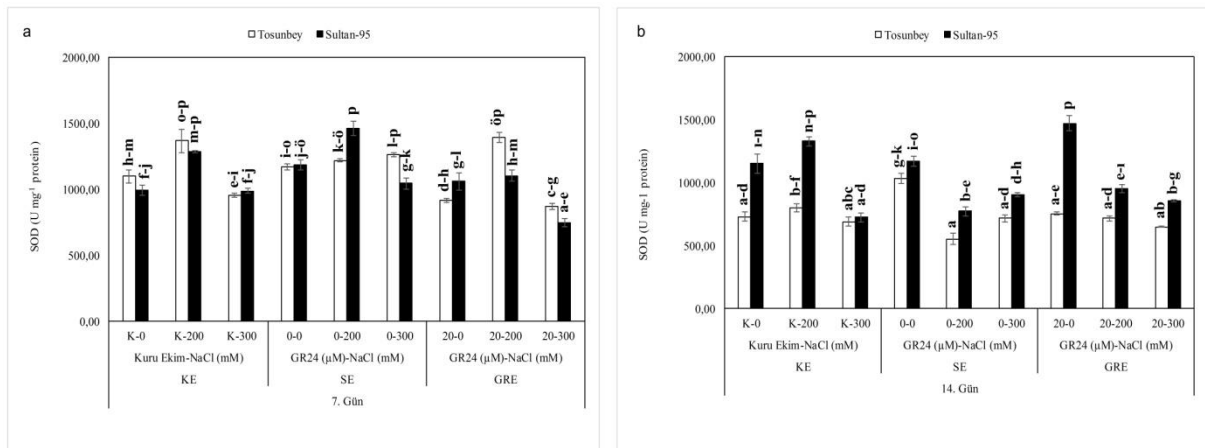 a
Tosunbey Sultan-95
SOD (U mg⁻¹ protein)
2000,00
1500,00
1000,00
500,00
0,00
h-m f-j o-p m-p e-i f-j i-o j-ö k-ö p l-p g-k d-h g-l öp h-m c-g a-e
K-0 K-200 K-300 0-0 0-200 0-300 20-0 20-200 20-300
Kuru Ekim-NaCl (mM) GR24 (µM)-NaCl (mM) GR24 (µM)-NaCl (mM)
KE SE GRE
7. Gün
b
Tosunbey Sultan-95
SOD (U mg-1 protein)
2000,00
1500,00
1000,00
500,00
0,00
a-d ı-n b-f n-p abc a-d g-k i-o a b-e a-d d-h a-e p a-d e-ı ab b-g
K-0 K-200 K-300 0-0 0-200 0-300 20-0 20-200 20-300
Kuru Ekim-NaCl (mM) GR24 (µM)-NaCl (mM) GR24 (µM)-NaCl (mM)
KE SE GRE
14. Gün